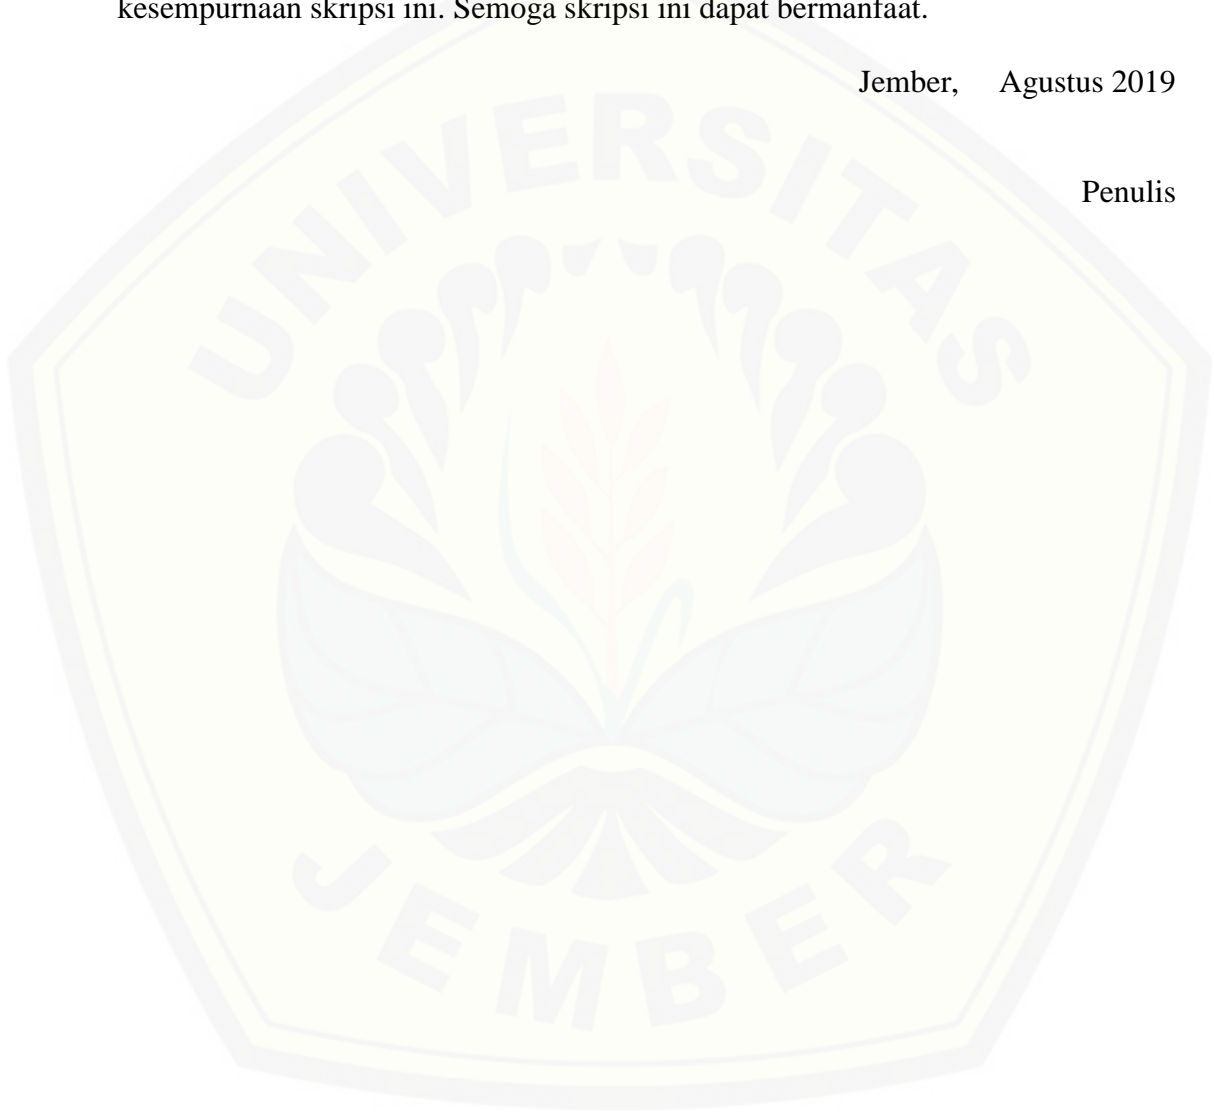 kesempurnaan skripsi ini. Semoga skripsi ini dapat bermanfaat.
Jember, Agustus 2019
Penulis
UNIVERSITAS
JEMBER